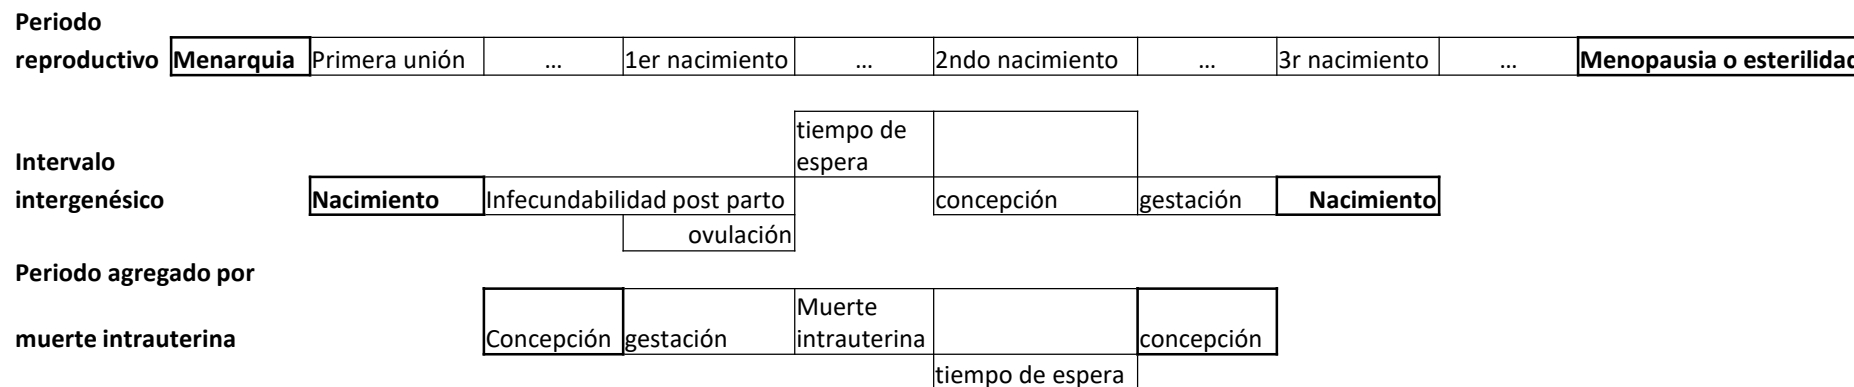 Periodo
reproductivo Menarquia Primera unión ... 1er nacimiento ... 2ndo nacimiento ... 3r nacimiento ... Menopausia o esterilidad
tiempo de
Intervalo espera
intergenésico Nacimiento Infecundabilidad post parto concepción gestación Nacimiento
ovulación
Periodo agregado por
Muerte
muerte intrauterina Concepción gestación intrauterina concepción
tiempo de espera